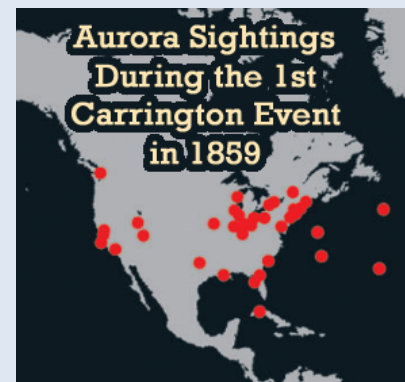 Aurora Sightings
During the 1st
Carrington Event
in 1859